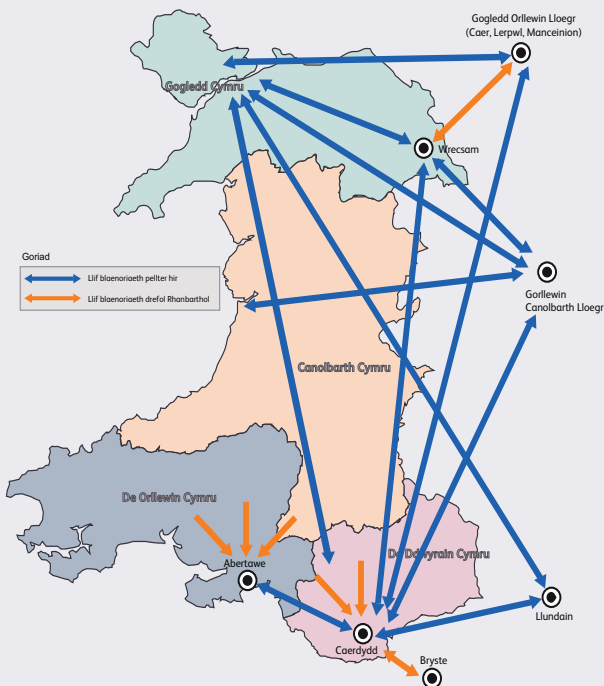 Gogledd Orllewin Lloegr
(Caer, Lerpwl, Manceinion)
Gogledd Cymru
Wrecsam
Goriad
Llif blaenoriaeth pellter hir
Llif blaenoriaeth drefol Rhanbarthol
Gorllewin
Canolbarth Lloegr
Canolbarth Cymru
De Orllewin Cymru
De Ddwyrain Cymru
Abertawe
Llundain
Caerdydd
Bryste